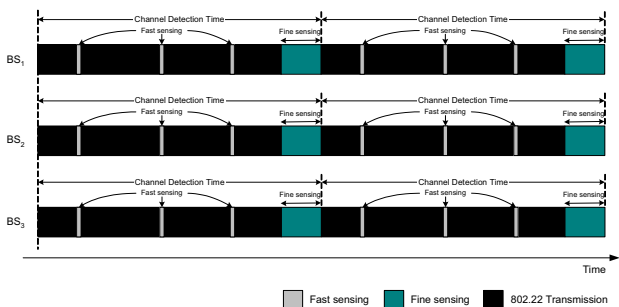 Channel Detection Time Channel Detection Time
Fast sensing Fine sensing Fast sensing Fine sensing
BS1
Channel Detection Time Channel Detection Time
Fast sensing Fine sensing Fast sensing Fine sensing
BS2
Channel Detection Time Channel Detection Time
Fast sensing Fine sensing Fast sensing Fine sensing
BS3
Time
Fast sensing Fine sensing 802.22 Transmission